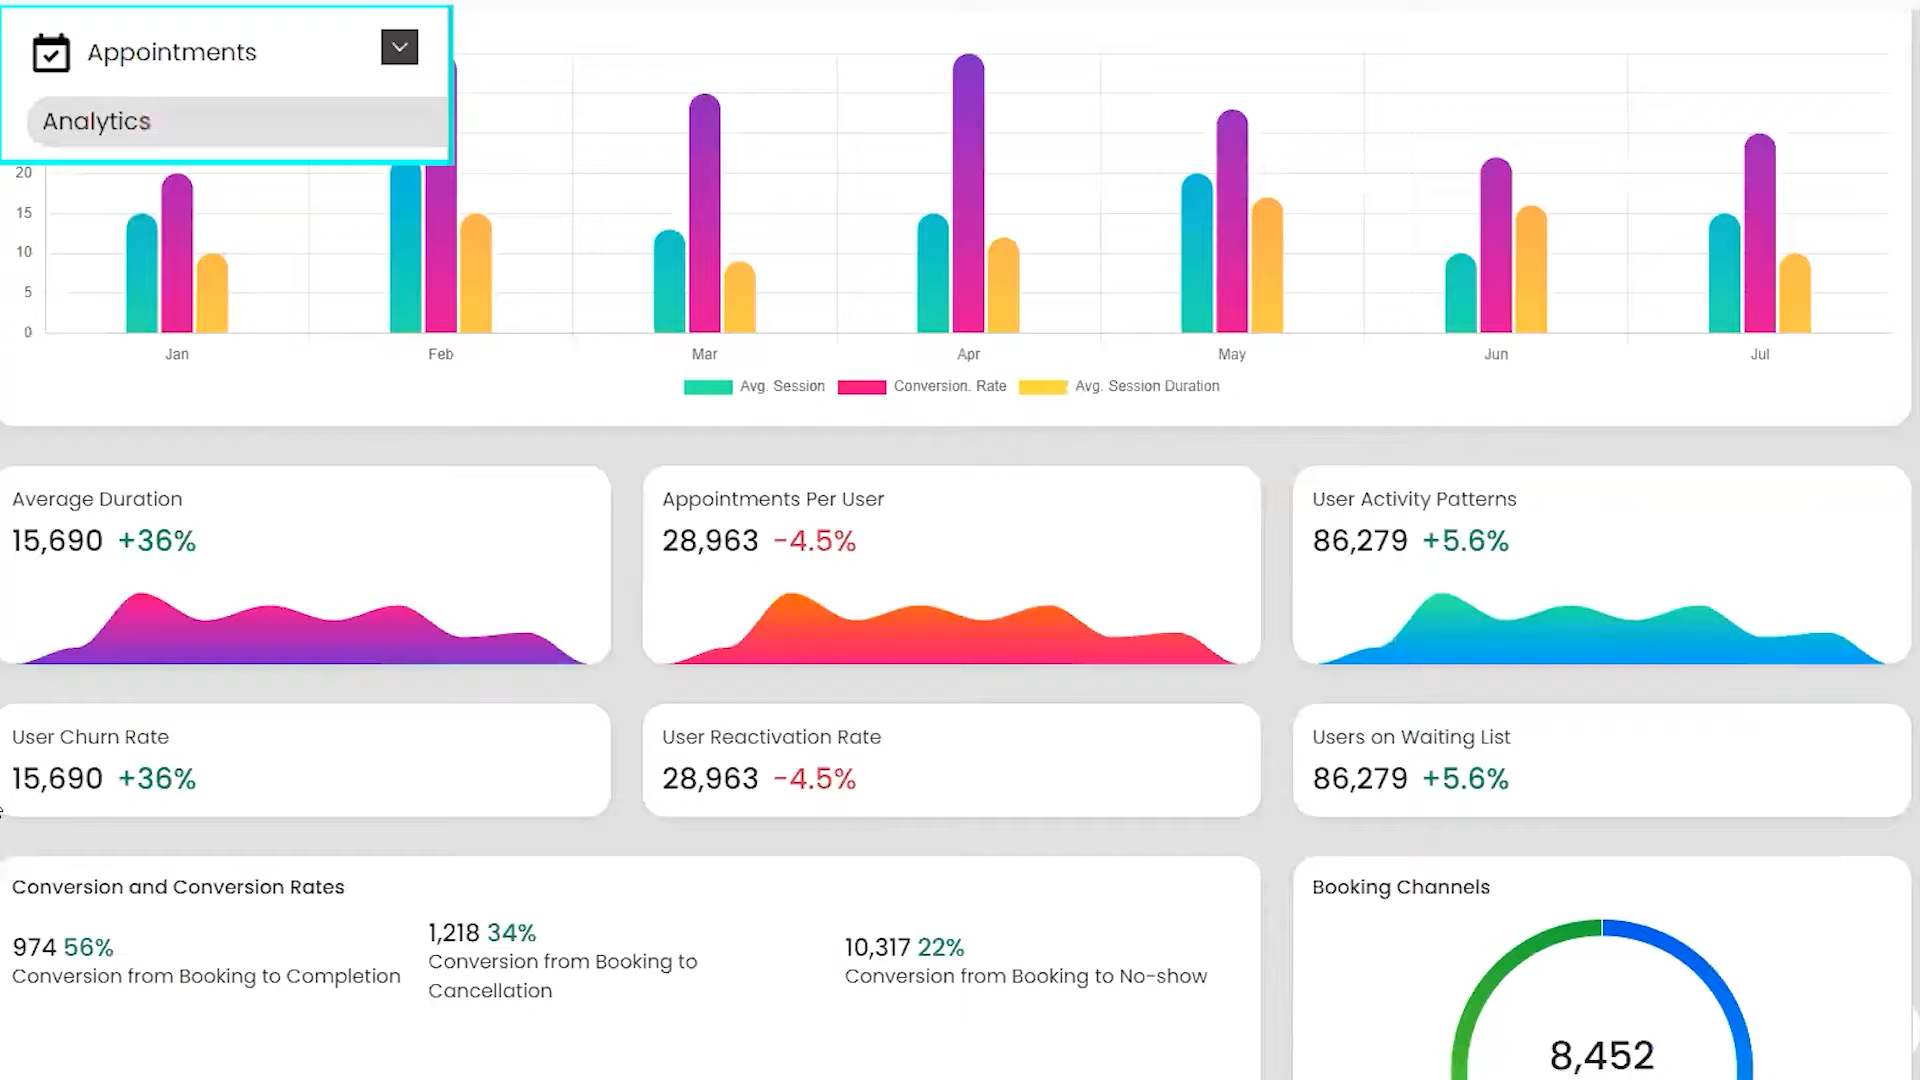 Appointments
Analytics
20
15
10
5
0
Jan Feb Mar Apr May Jun Jul
Avg. Session Conversion. Rate Avg. Session Duration
Average Duration
15,690 +36%
Appointments Per User
28,963 -4.5%
User Activity Patterns
86,279 +5.6%
User Churn Rate
15,690 +36%
User Reactivation Rate
28,963 -4.5%
Users on Waiting List
86,279 +5.6%
Conversion and Conversion Rates
974 56%
Conversion from Booking to Completion
1,218 34%
Conversion from Booking to
Cancellation
10,317 22%
Conversion from Booking to No-show
Booking Channels
8,452